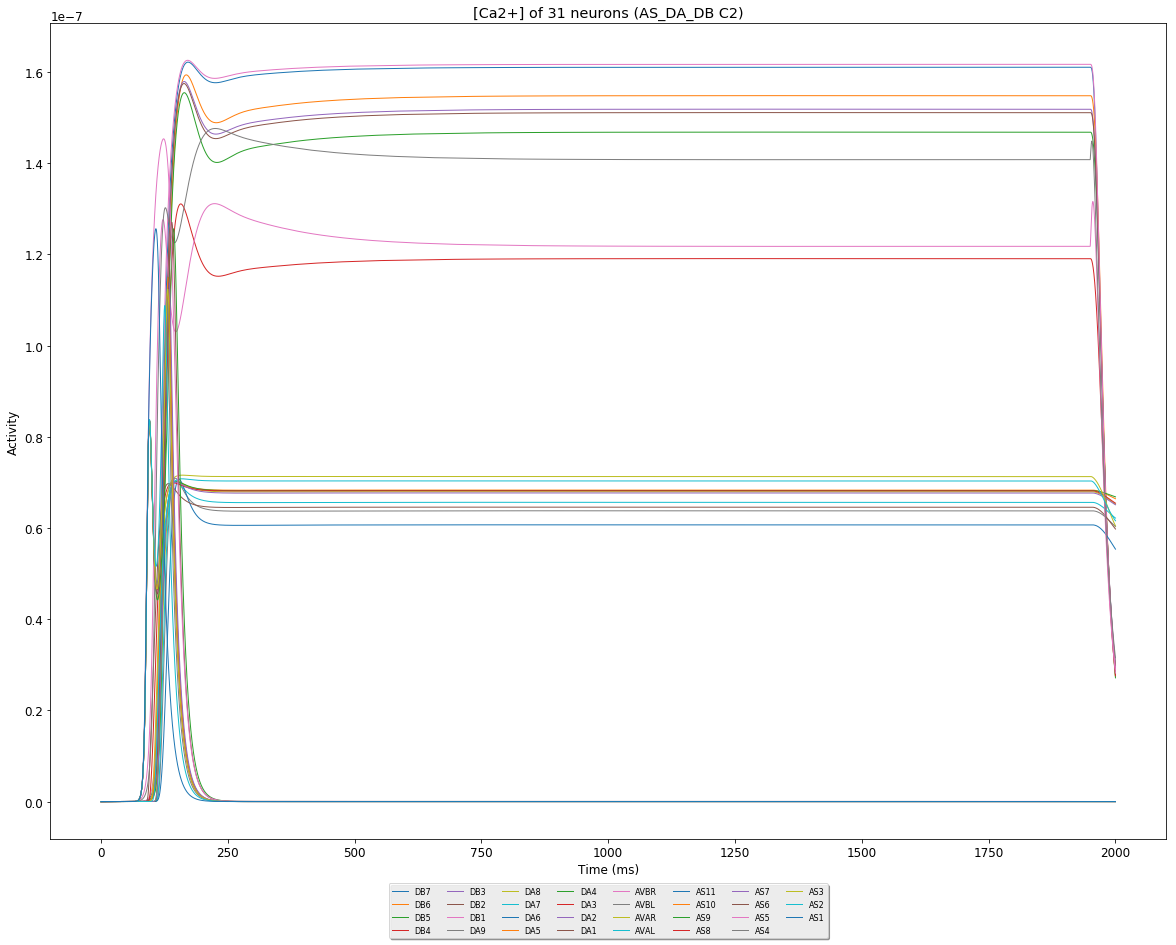 [Ca2+] of 31 neurons (AS_DA_DB C2)
1e−7
1.6
1.4
1.2
1.0
0.8
0.6
0.4
0.2
0.0
Activity
0 250 500 750 1000 1250 1500 1750 2000
Time (ms)
DB7 DB3 DA8 DA4 AVBR AS11 AS7 AS3
DB6 DB2 DA7 DA3 AVBL AS10 AS6 AS2
DB5 DB1 DA6 DA2 AVAR AS9 AS5 AS1
DB4 DA9 DA5 DA1 AVAL AS8 AS4